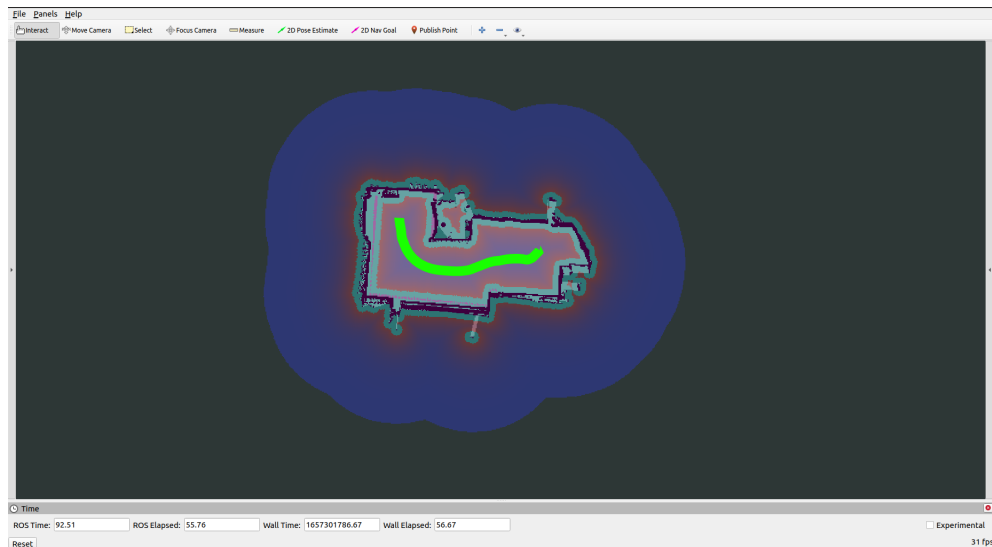 File Panels Help
Interact Move Camera Select Focus Camera Measure 2D Pose Estimate 2D Nav Goal Publish Point
Time
ROS Time: 92.51 ROS Elapsed: 55.76 Wall Time: 1657301786.67 Wall Elapsed: 56.67 Experimental
Reset 31 fps